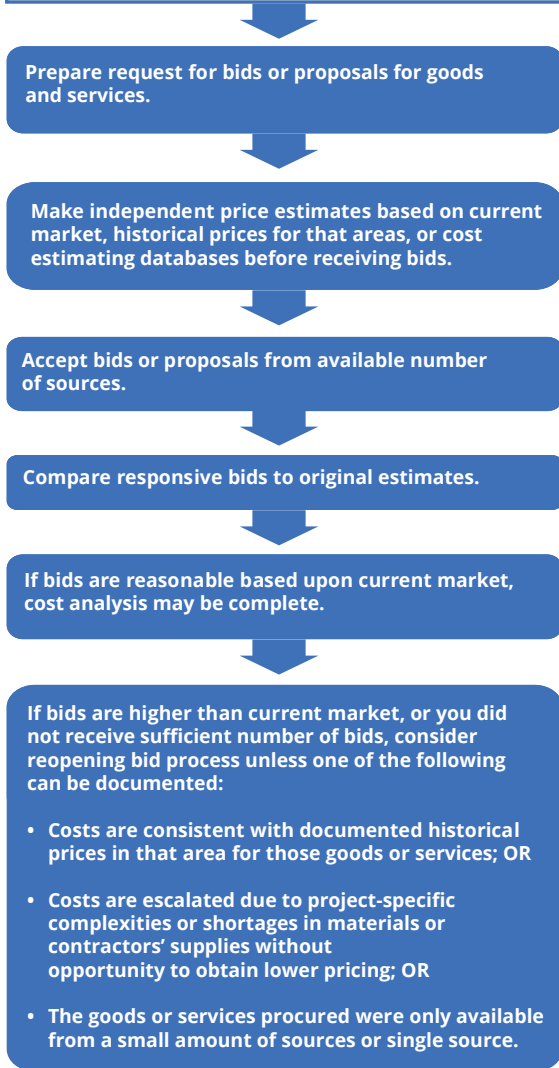 Prepare request for bids or proposals for goods
and services.
Make independent price estimates based on current
market, historical prices for that areas, or cost
estimating databases before receiving bids.
Accept bids or proposals from available number
of sources.
Compare responsive bids to original estimates.
If bids are reasonable based upon current market,
cost analysis may be complete.
If bids are higher than current market, or you did
not receive sufficient number of bids, consider
reopening bid process unless one of the following
can be documented:
• Costs are consistent with documented historical
prices in that area for those goods or services; OR
• Costs are escalated due to project-specific
complexities or shortages in materials or
contractors’ supplies without
opportunity to obtain lower pricing; OR
• The goods or services procured were only available
from a small amount of sources or single source.